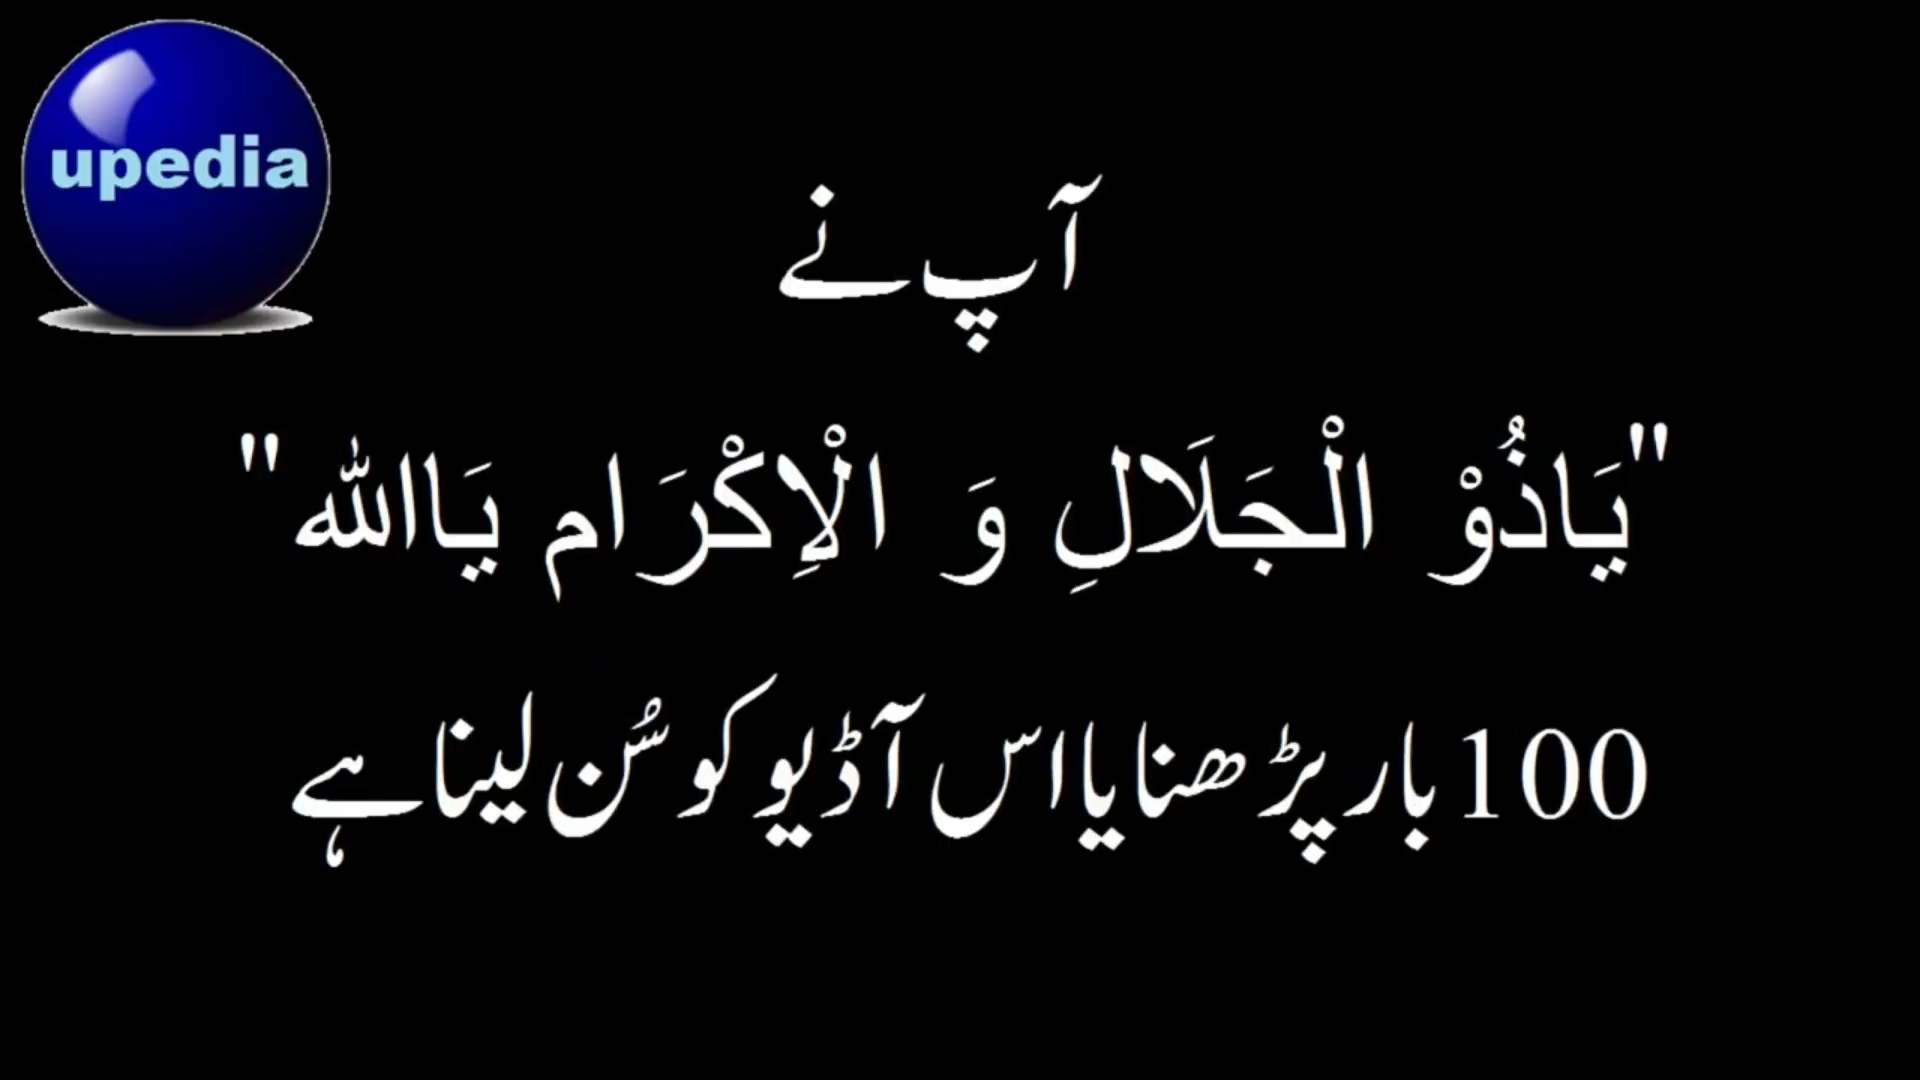 upedia
آپ نے
"یَاذُوْ الْجَلَالِ وَ الْاِکْرَام یَااللہ"
100 بار پڑھنا یا اس آڈیو کو سُن لینا ہے